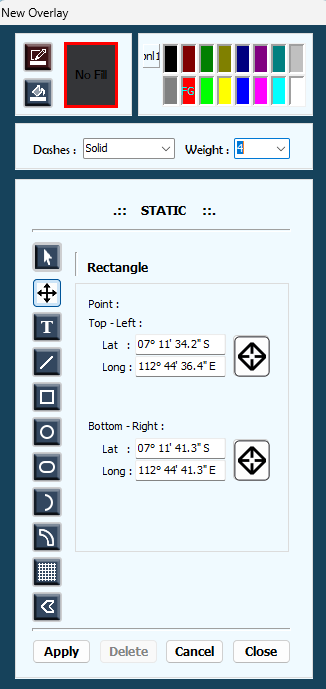 New Overlay
No Fill
onl1
FG
Dashes : Solid Weight : 4
.:: STATIC ::.
T
Rectangle
Point :
Top - Left :
Lat : 07° 11' 34.2" S
Long : 112° 44' 36.4" E
Bottom - Right :
Lat : 07° 11' 41.3" S
Long : 112° 44' 41.3" E
Apply Delete Cancel Close